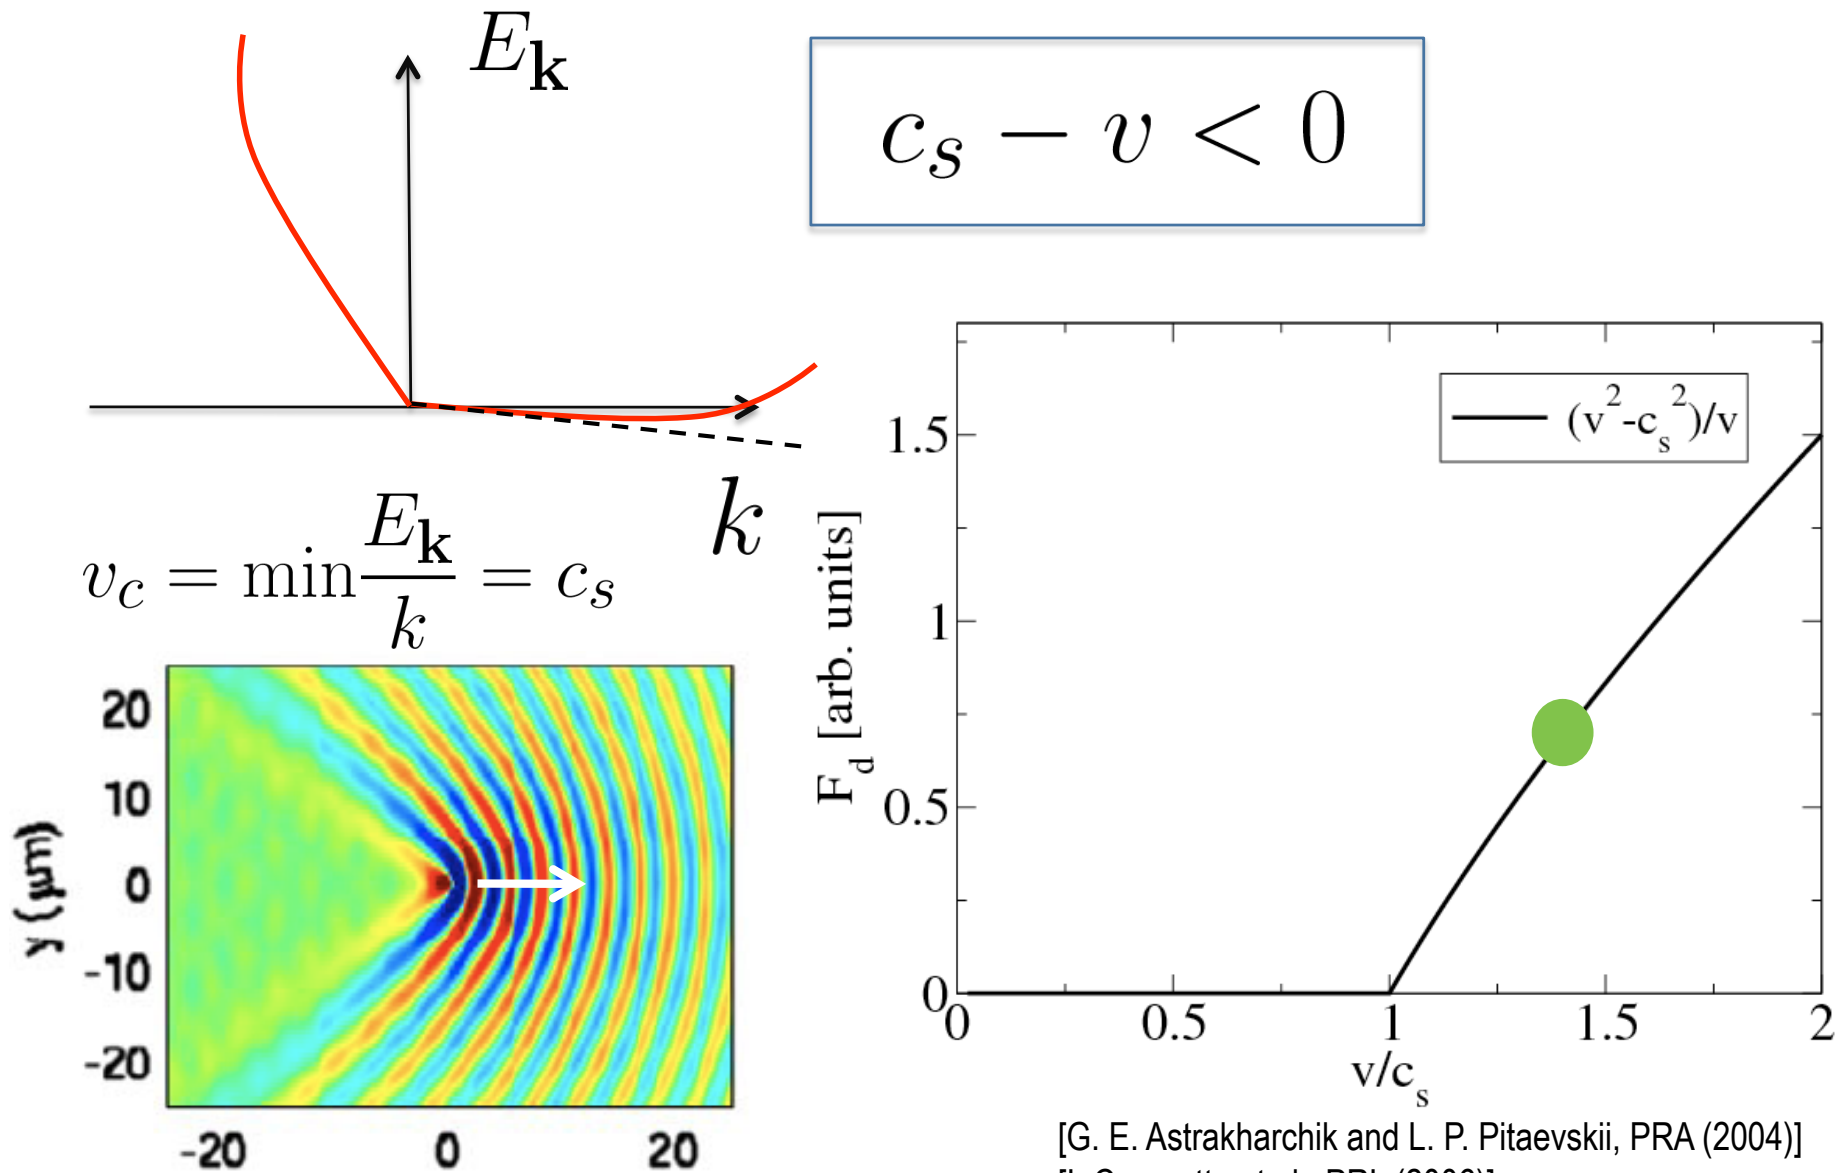 E_k
c_s − v < 0
k
v_c = min E_k/k = c_s
(v^2-c_s^2)/v
1.5
1
0.5
0
F_d [arb. units]
0 0.5 1 1.5 2
v/c_s
20
10
0
-10
-20
y (μm)
-20 0 20
[G. E. Astrakharchik and L. P. Pitaevskii, PRA (2004)]